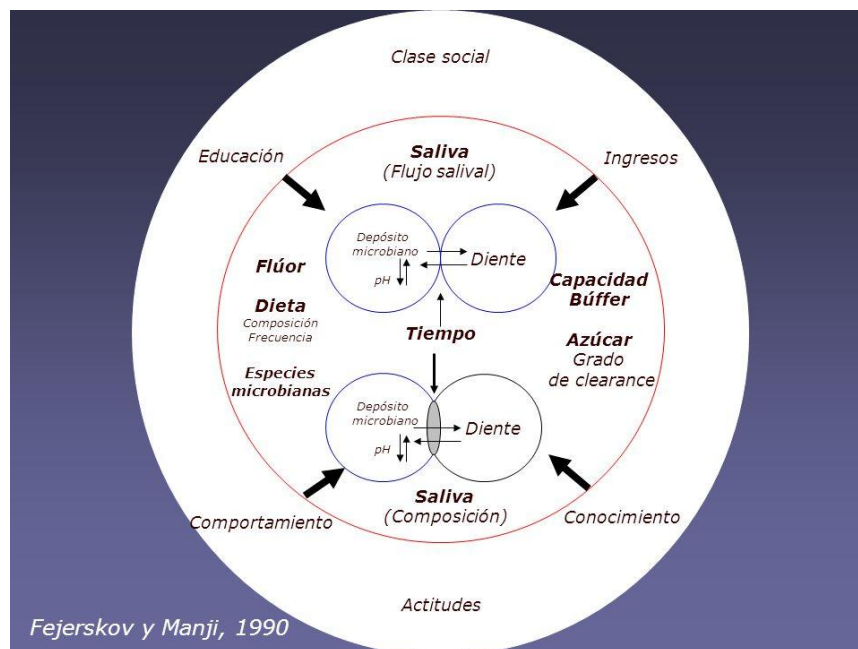 Clase social
Educación
Saliva
(Flujo salival)
Ingresos
Depósito
microbiano
pH
Diente
Flúor
Dieta
Composición
Frecuencia
Especies
microbianas
Tiempo
Capacidad
Búffer
Azúcar
Grado
de clearance
Depósito
microbiano
pH
Diente
Saliva
(Composición)
Comportamiento
Conocimiento
Actitudes
Fejerskov y Manji, 1990